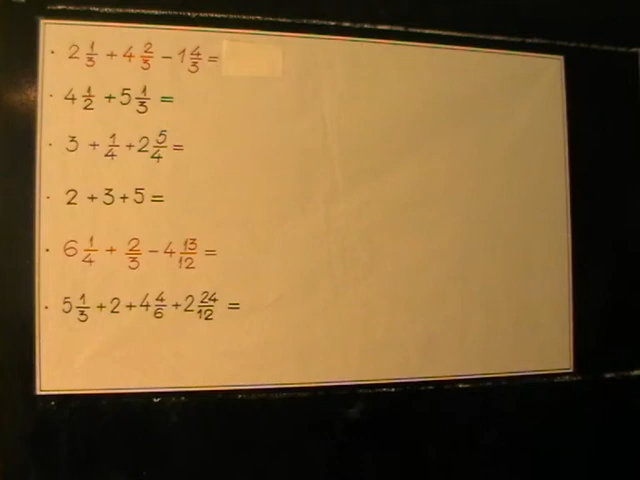 · 2 1/3 + 4 2/3 - 1 4/3 =
· 4 1/2 + 5 1/3 =
· 3 + 1/4 + 2 5/4 =
· 2 + 3 + 5 =
· 6 1/4 + 2/3 - 4 13/12 =
· 5 1/3 + 2 + 4 4/6 + 2 24/12 =